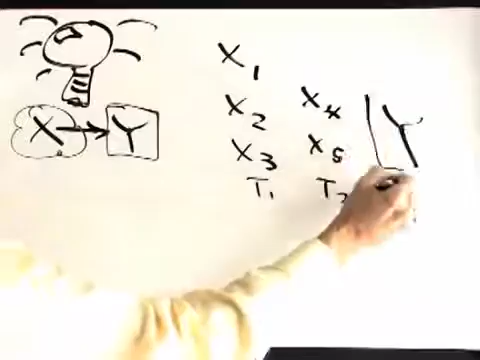 X → Y
X₁
X₂ X₄
X₃ X₅ Y
T₁ T₂